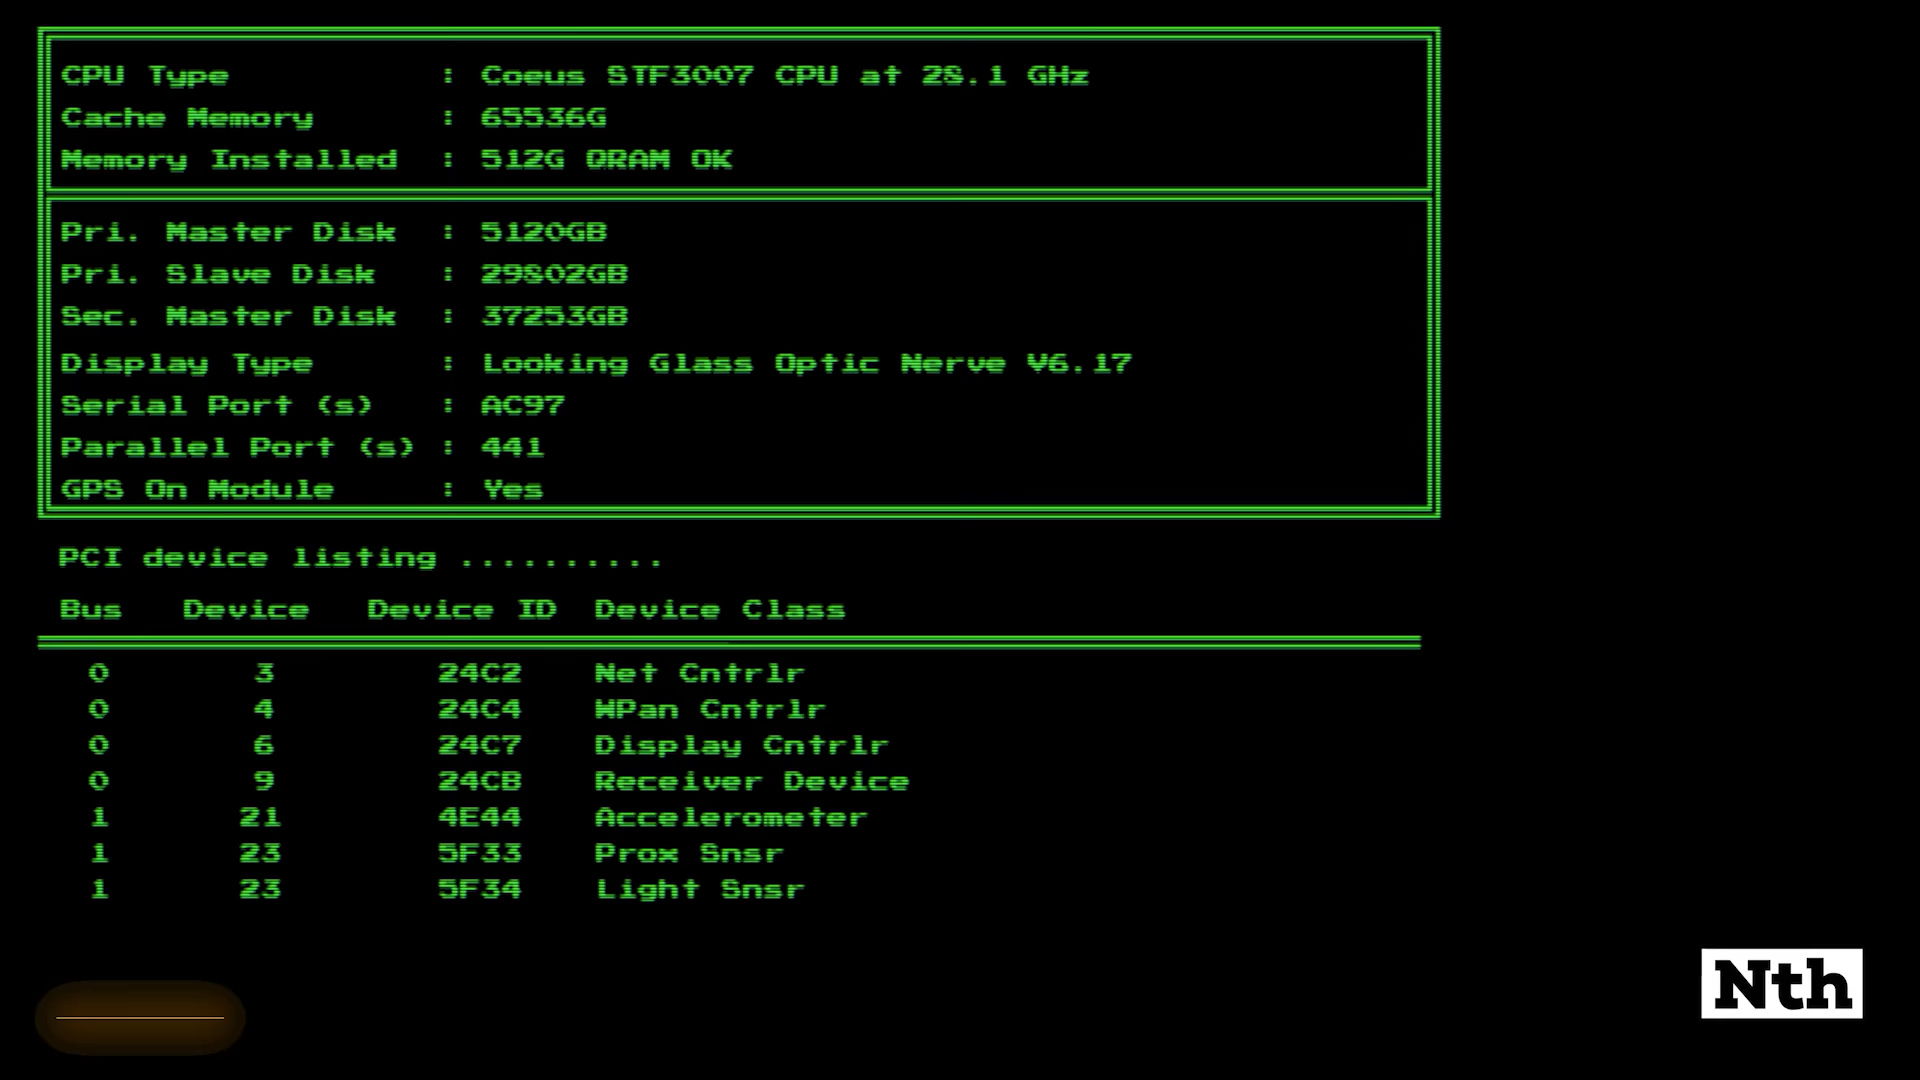 CPU Type : Coeus STF3007 CPU at 28.1 GHz
Cache Memory : 65536G
Memory Installed : 512G QRAM OK
Pri. Master Disk : 5120GB
Pri. Slave Disk : 29802GB
Sec. Master Disk : 37253GB
Display Type : Looking Glass Optic Nerve V6.17
Serial Port (s) : AC97
Parallel Port (s) : 441
GPS On Module : Yes
PCI device listing ..........
Bus Device Device ID Device Class
0 3 24C2 Net Cntrlr
0 4 24C4 WPan Cntrlr
0 6 24C7 Display Cntrlr
0 9 24CB Receiver Device
1 21 4E44 Accelerometer
1 23 5F33 Prox Snsr
1 23 5F34 Light Snsr
Nth